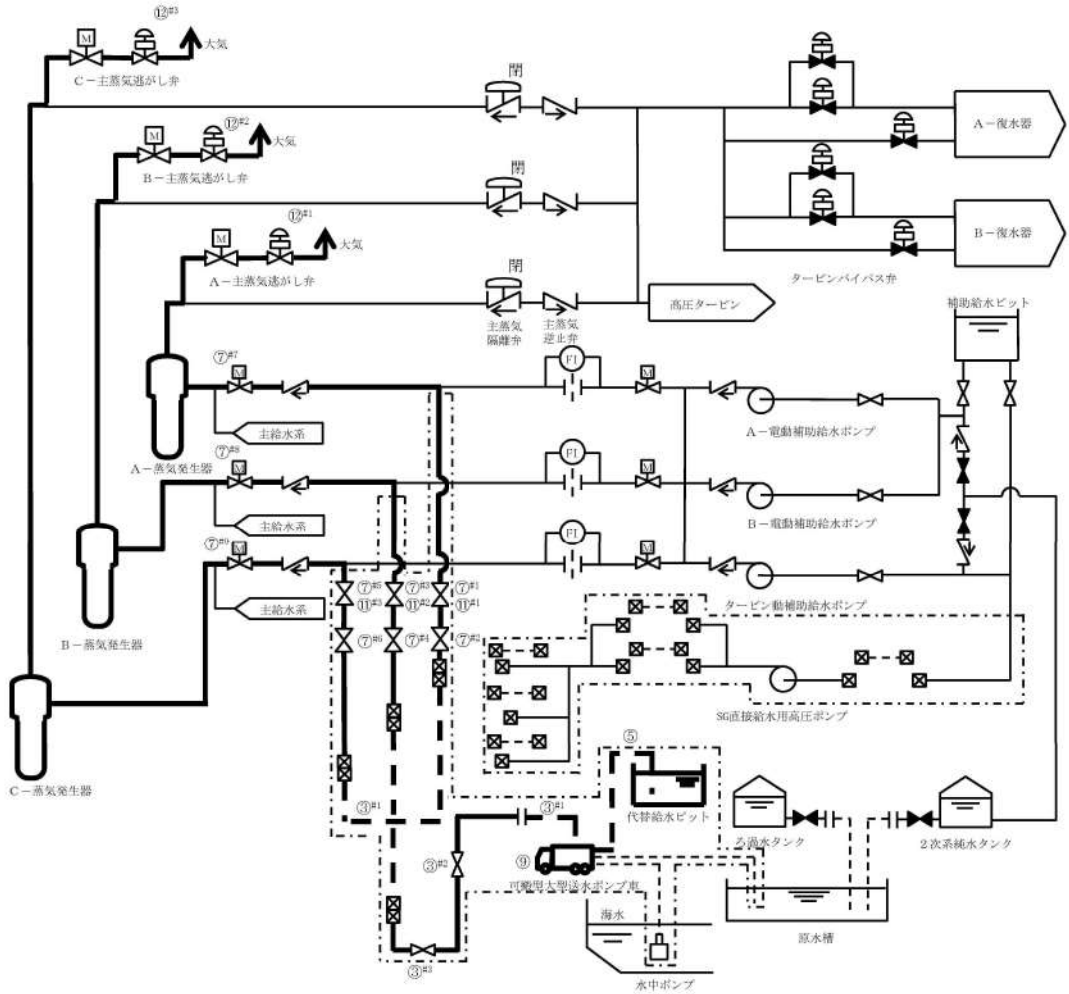 ⑫#3
M
大気
C－主蒸気逃がし弁
閉
A－復水器
⑫#2
M
大気
B－主蒸気逃がし弁
閉
B－復水器
⑫#1
M
大気
A－主蒸気逃がし弁
閉
タービンバイパス弁
高圧タービン
補助給水ピット
主蒸気
隔離弁
主蒸気
逆止弁
⑦#7
M
FI
M
主給水系
A－電動補助給水ポンプ
A－蒸気発生器
⑦#8
M
FI
M
主給水系
B－電動補助給水ポンプ
⑦#9
M
FI
M
主給水系
⑦#5
⑦#3
⑦#1
⑪#3
⑪#2
⑪#1
タービン動補助給水ポンプ
B－蒸気発生器
⑦#6
⑦#4
⑦#2
SG直接給水用高圧ポンプ
⑤
C－蒸気発生器
③#1
③#1
代替給水ピット
ろ過水タンク
2次系純水タンク
③#2
⑨
可搬型大型送水ポンプ車
海水
原水槽
③#3
水中ポンプ